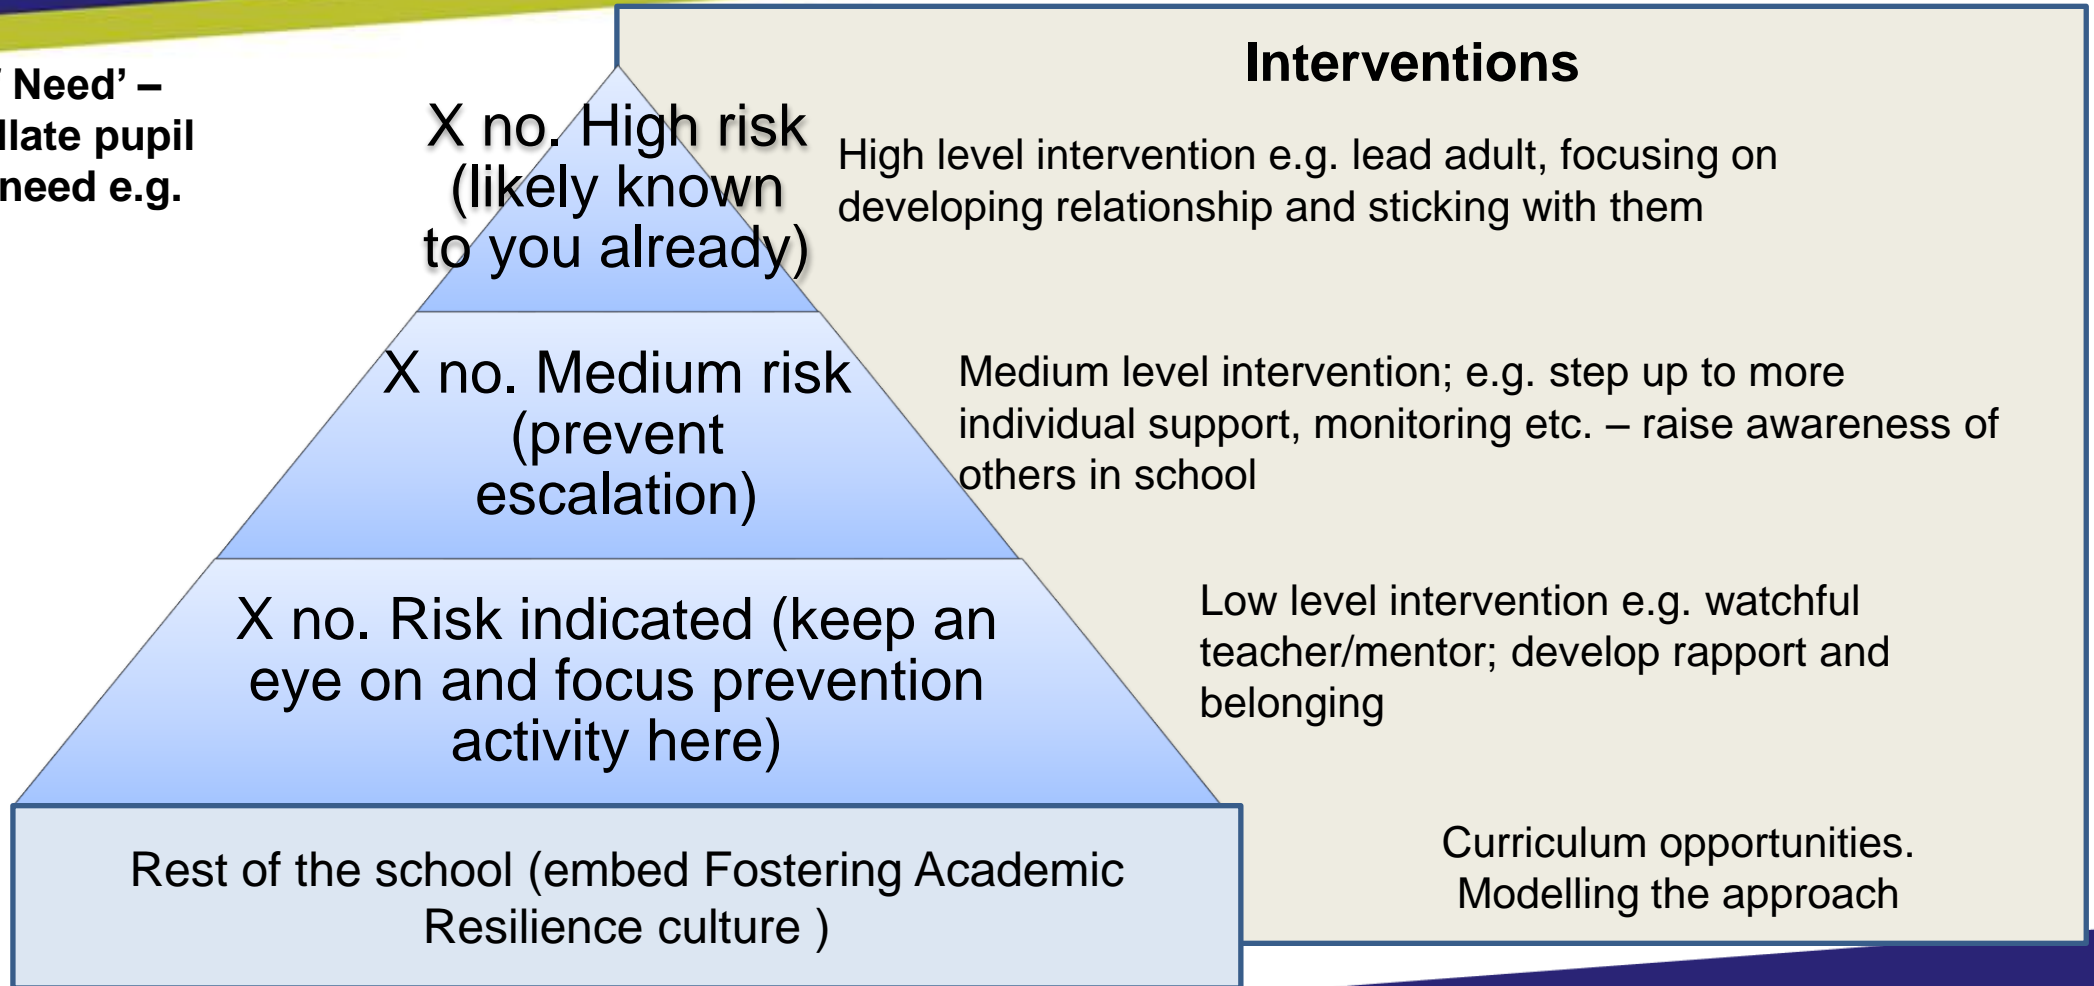 Need’ –
pupil
need e.g.
X no. High risk
(likely known
to you already)
X no. Medium risk
(prevent
escalation)
X no. Risk indicated (keep an
eye on and focus prevention
activity here)
Rest of the school (embed Fostering Academic
Resilience culture )
Interventions
High level intervention e.g. lead adult, focusing on
developing relationship and sticking with them
Medium level intervention; e.g. step up to more
individual support, monitoring etc. – raise awareness of
others in school
Low level intervention e.g. watchful
teacher/mentor; develop rapport and
belonging
Curriculum opportunities.
Modelling the approach